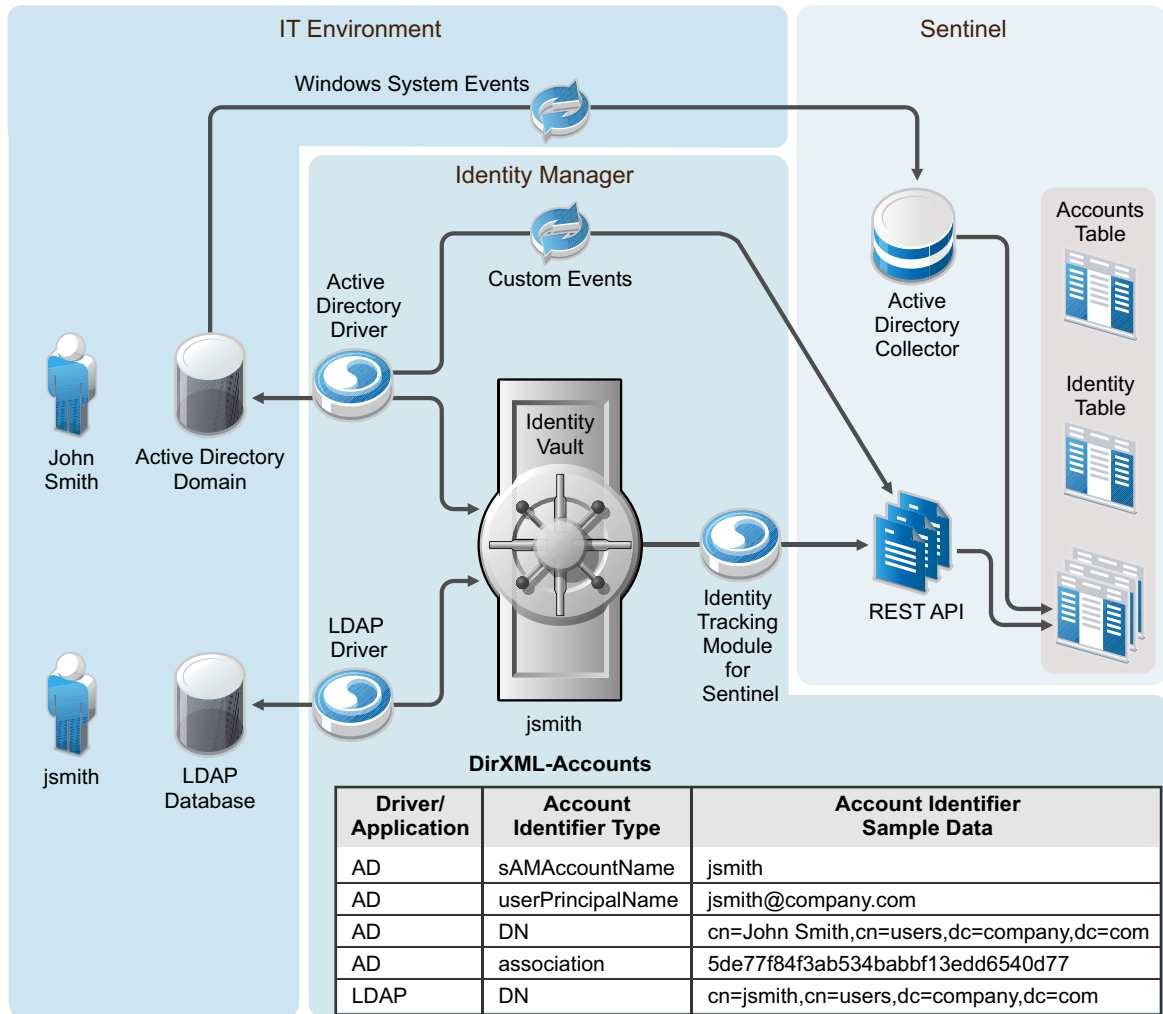 IT Environment
Sentinel
Windows System Events
Identity Manager
Custom Events
Active
Directory
Driver
Accounts
Table
Active
Directory
Collector
Identity
Table
Identity
Vault
John
Smith
Active Directory
Domain
LDAP
Driver
Identity
Tracking
Module
for
Sentinel
REST API
jsmith
jsmith
LDAP
Database
DirXML-Accounts
Driver/
Application
Account
Identifier Type
Account Identifier
Sample Data
AD sAMAccountName jsmith
AD userPrincipalName jsmith@company.com
AD DN cn=John Smith,cn=users,dc=company,dc=com
AD association 5de77f84f3ab534babbf13edd6540d77
LDAP DN cn=jsmith,cn=users,dc=company,dc=com